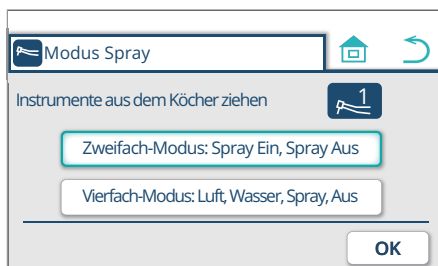 Modus Spray
Instrumente aus dem Köcher ziehen
1
Zweifach-Modus: Spray Ein, Spray Aus
Vierfach-Modus: Luft, Wasser, Spray, Aus
OK